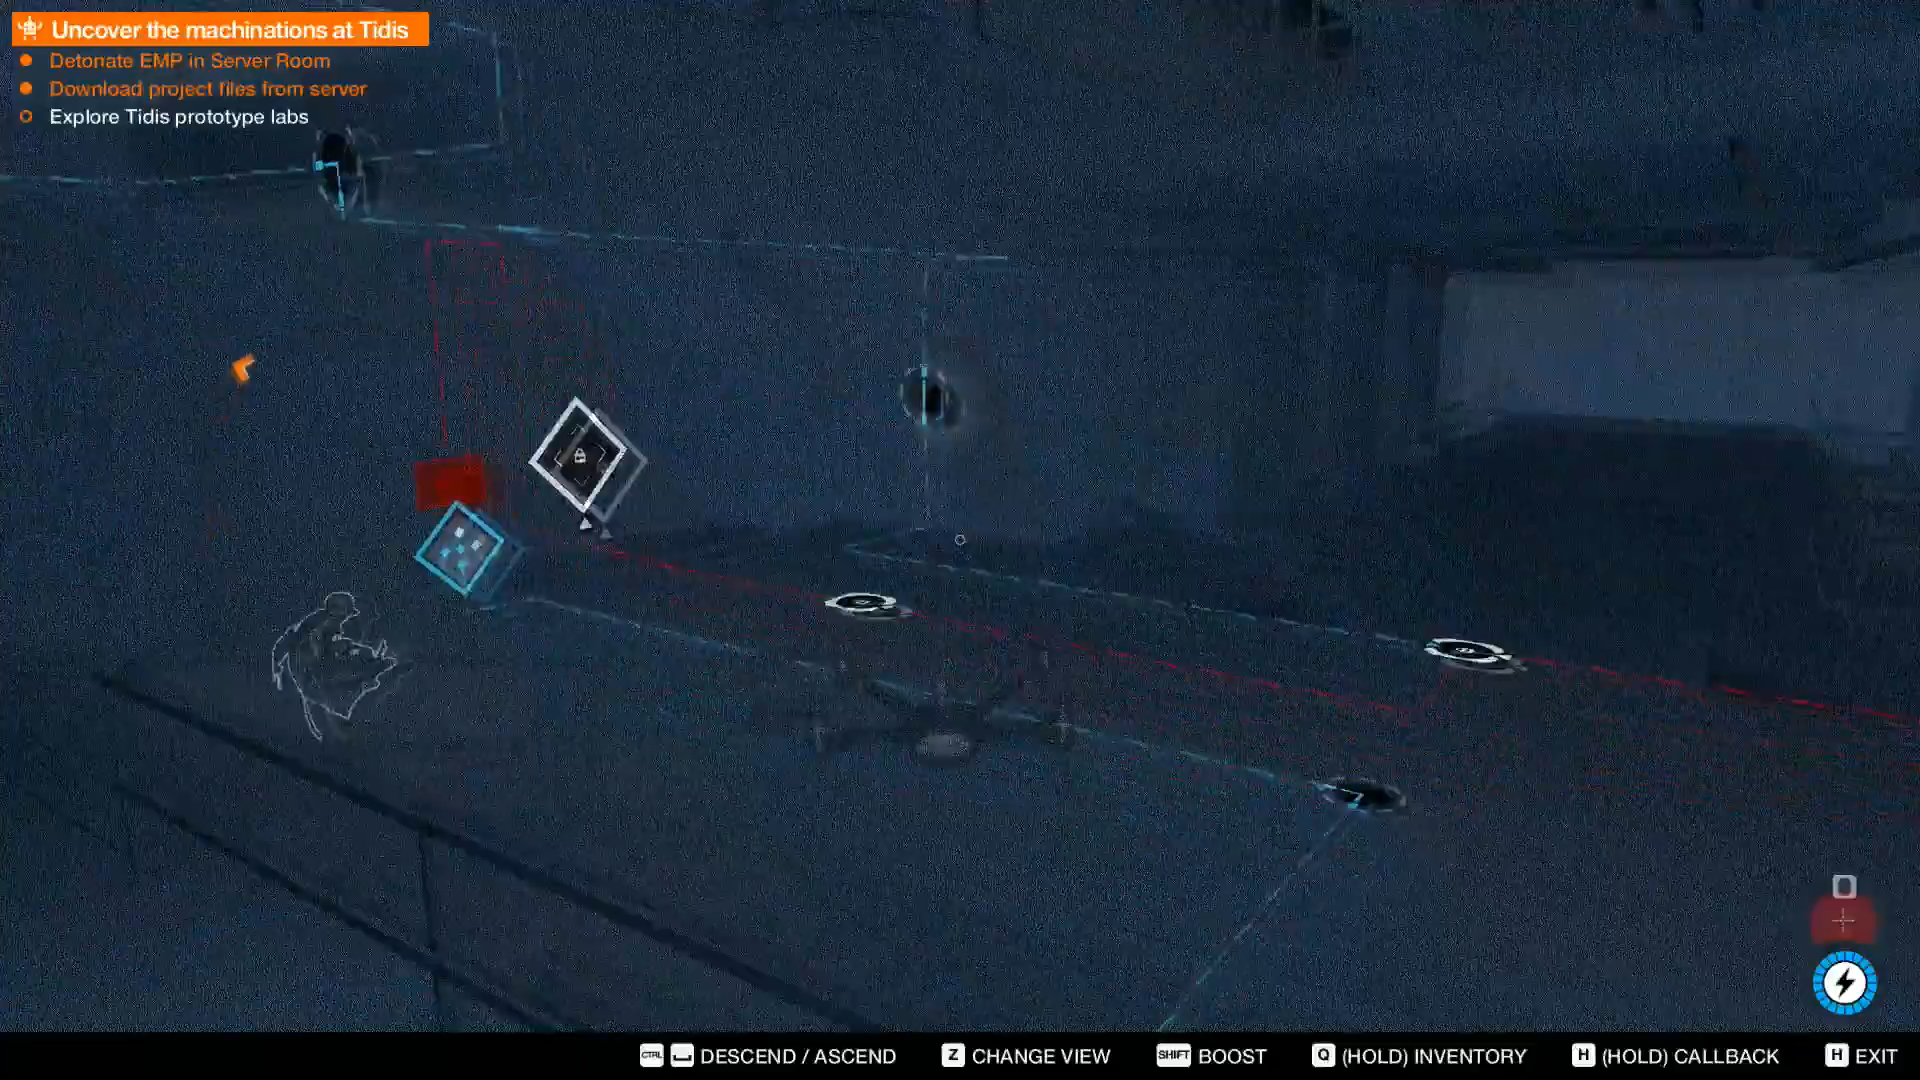 Uncover the machinations at Tidis
Detonate EMP in Server Room
Download project files from server
Explore Tidis prototype labs
CTRL DESCEND / ASCEND Z CHANGE VIEW SHIFT BOOST Q (HOLD) INVENTORY H (HOLD) CALLBACK H EXIT